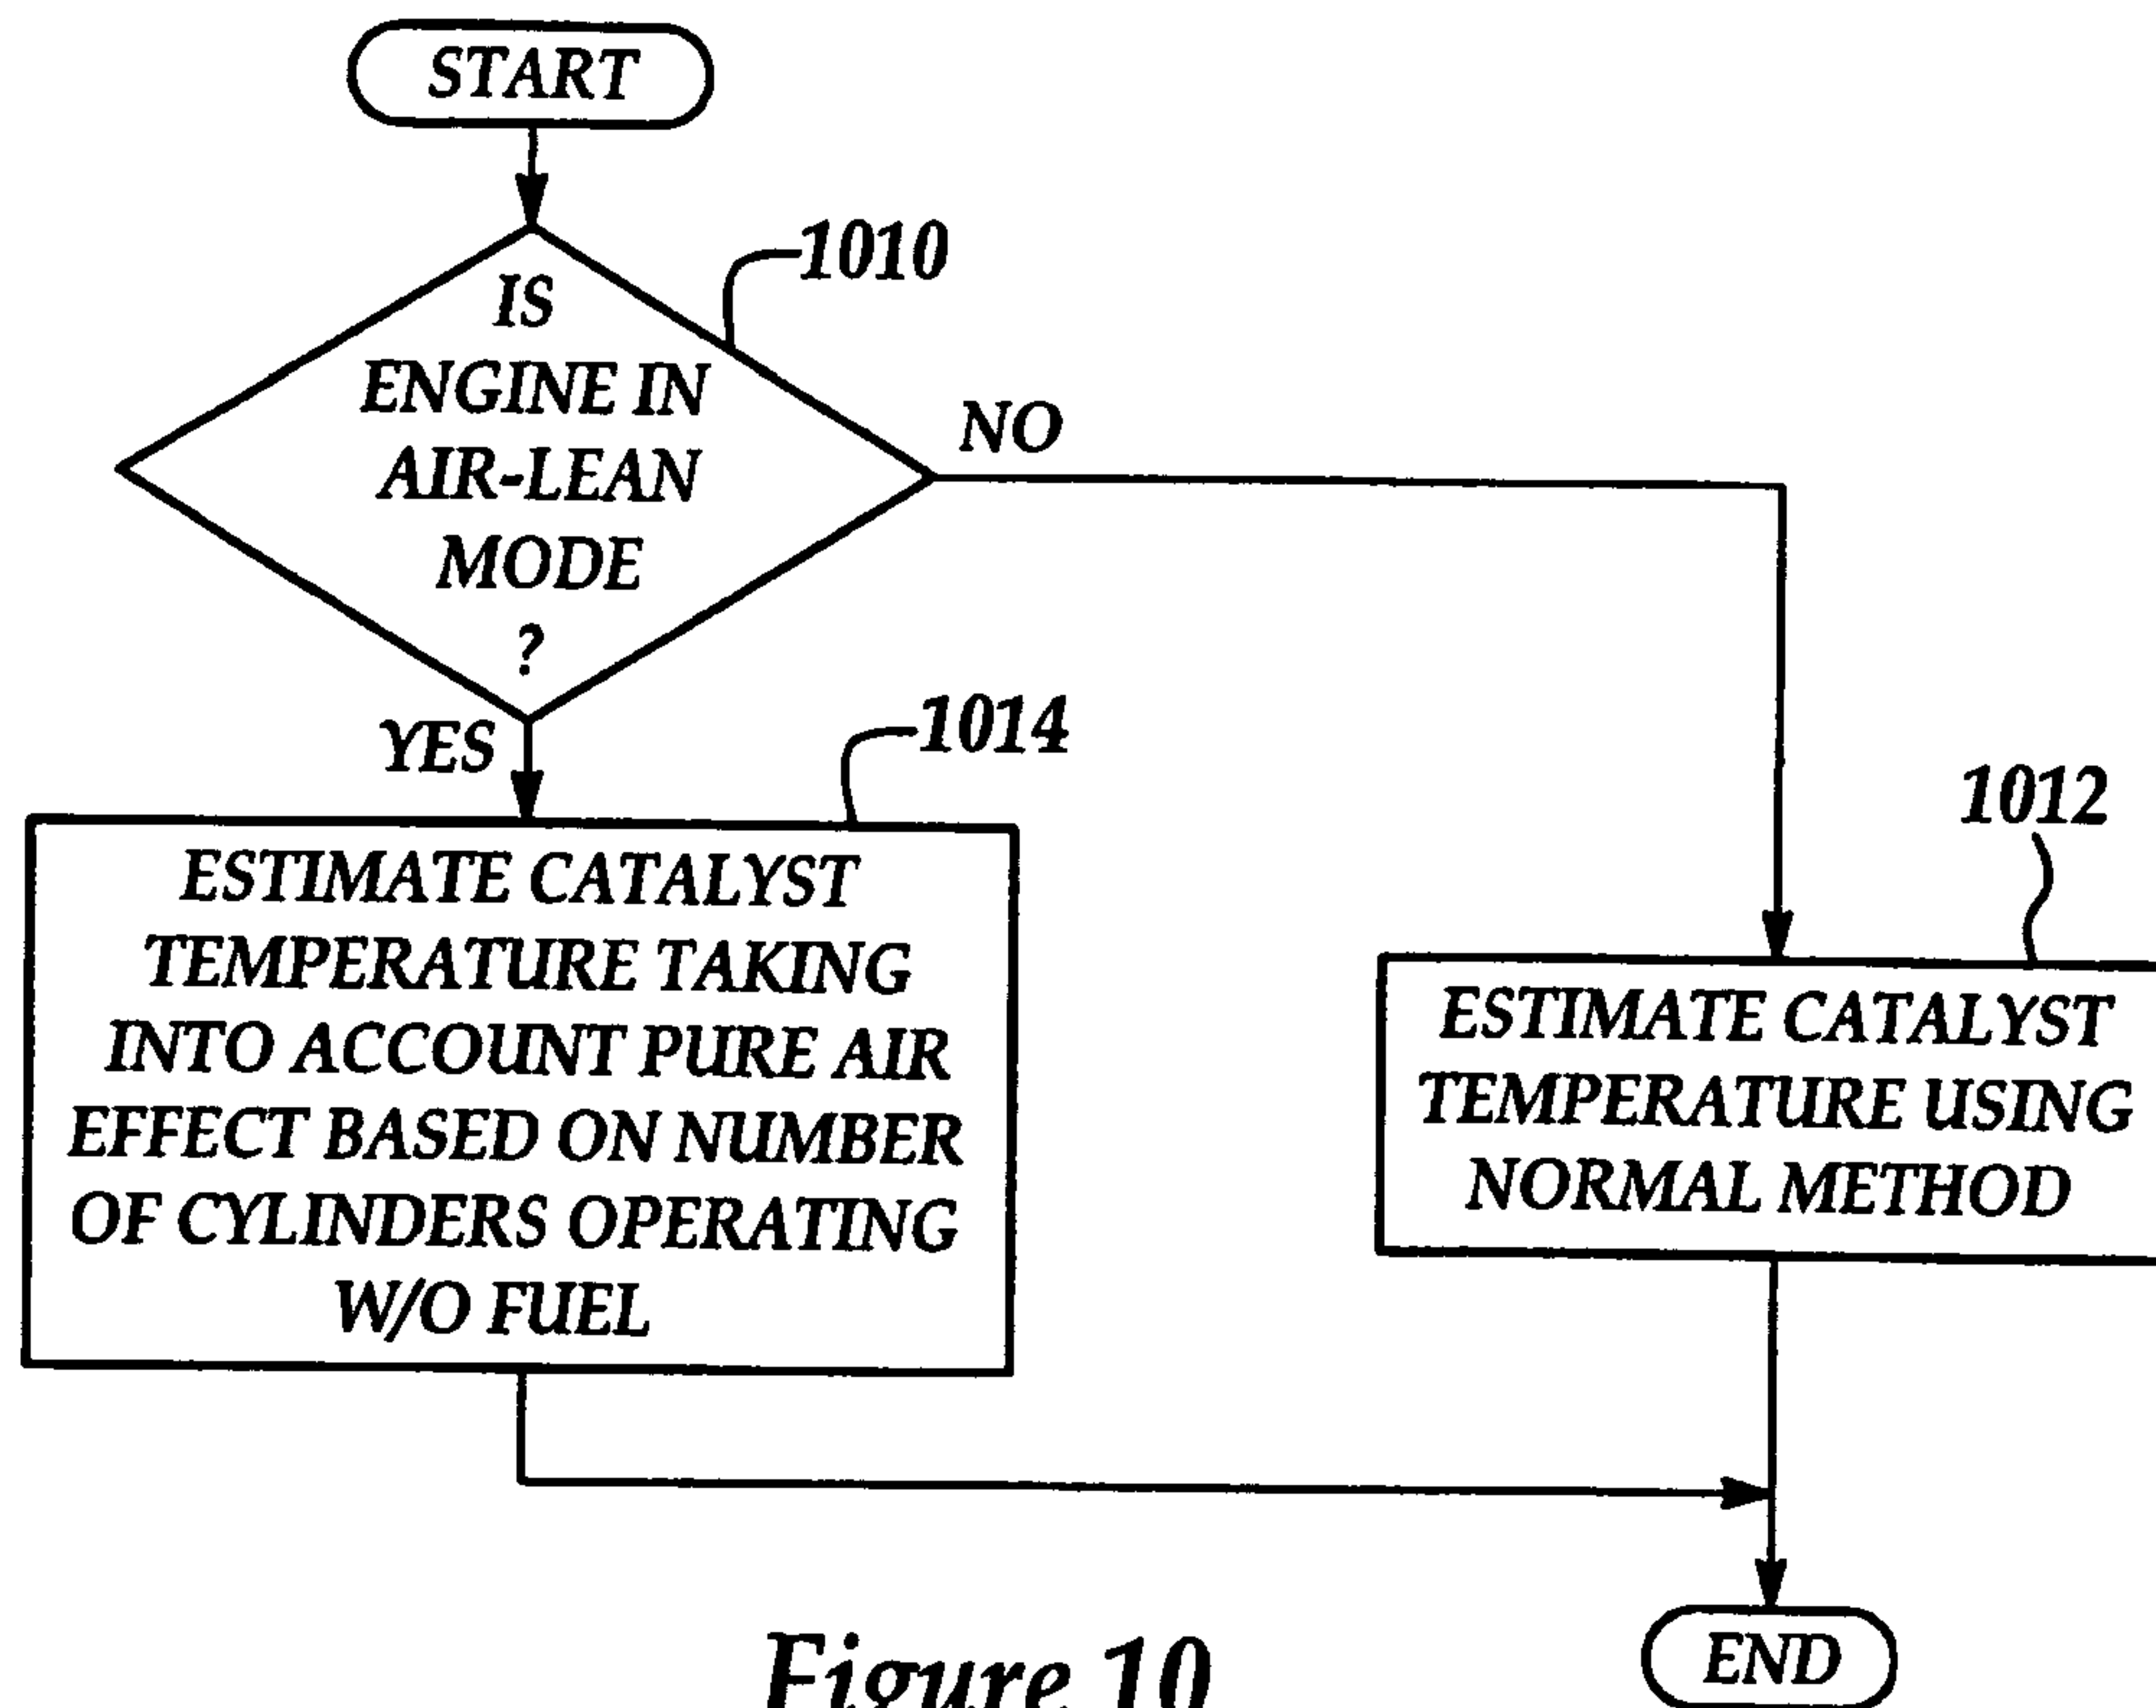 START
1010
IS
ENGINE IN
AIR-LEAN
MODE
?
NO
YES
1014
ESTIMATE CATALYST
TEMPERATURE TAKING
INTO ACCOUNT PURE AIR
EFFECT BASED ON NUMBER
OF CYLINDERS OPERATING
W/O FUEL
1012
ESTIMATE CATALYST
TEMPERATURE USING
NORMAL METHOD
END
Figure 10